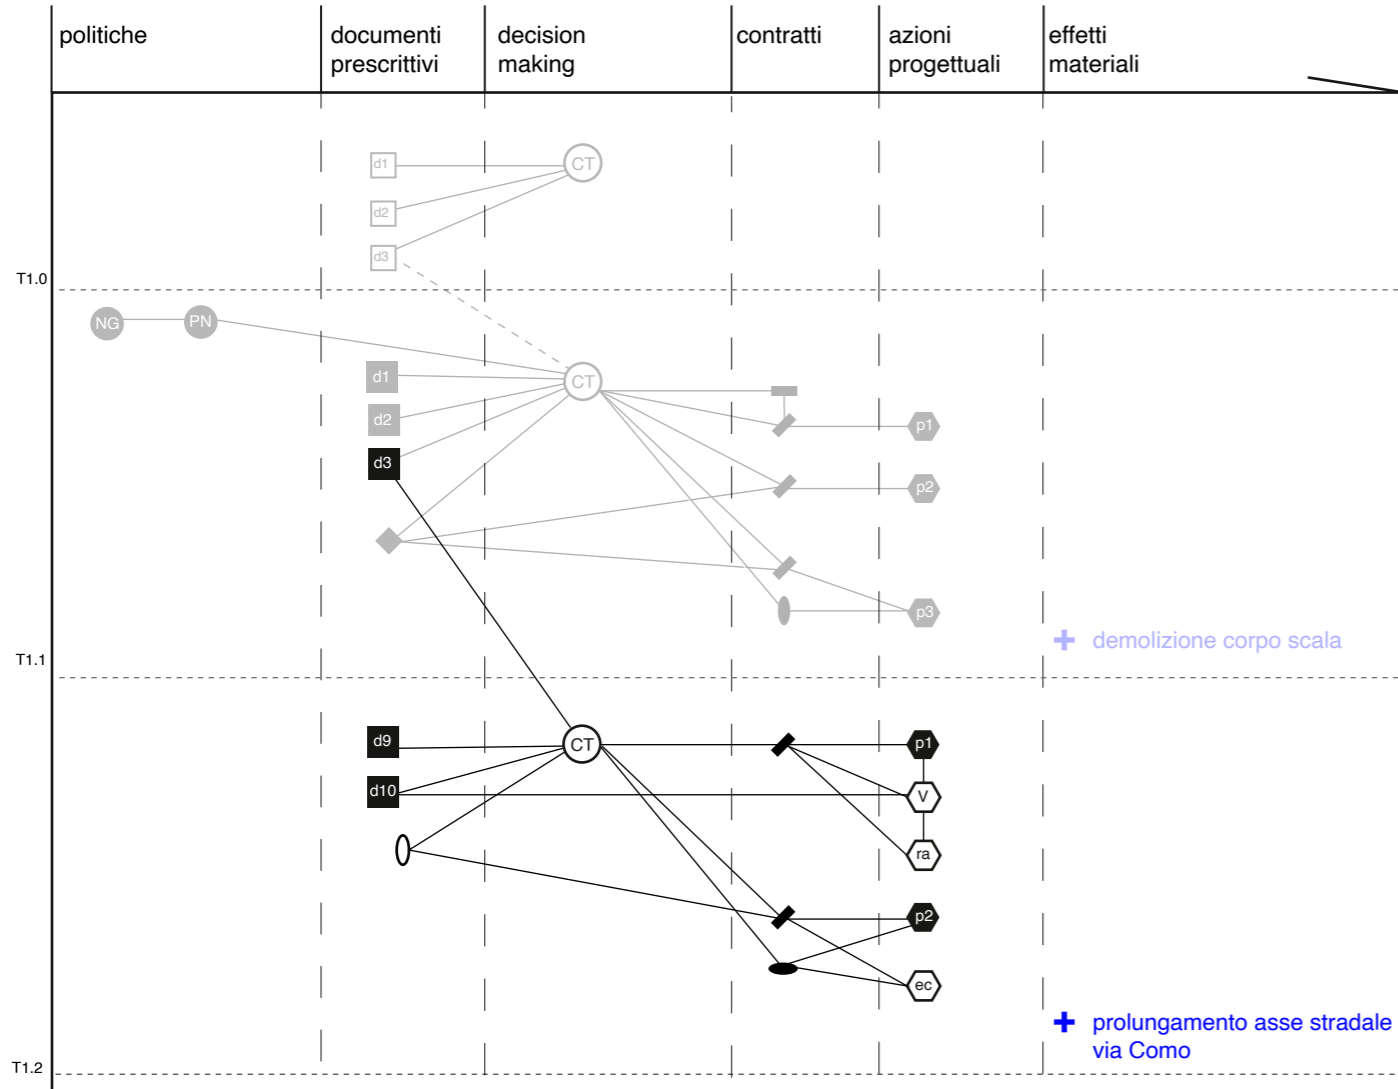 politiche
documenti
prescrittivi
decision
making
contratti
azioni
progettuali
effetti
materiali
d1
CT
d2
d3
T1.0
NG
PN
d1
CT
d2
p1
d3
p2
p3
demolizione corpo scala
T1.1
d9
CT
p1
d10
V
ra
p2
ec
prolungamento asse stradale
via Como
T1.2